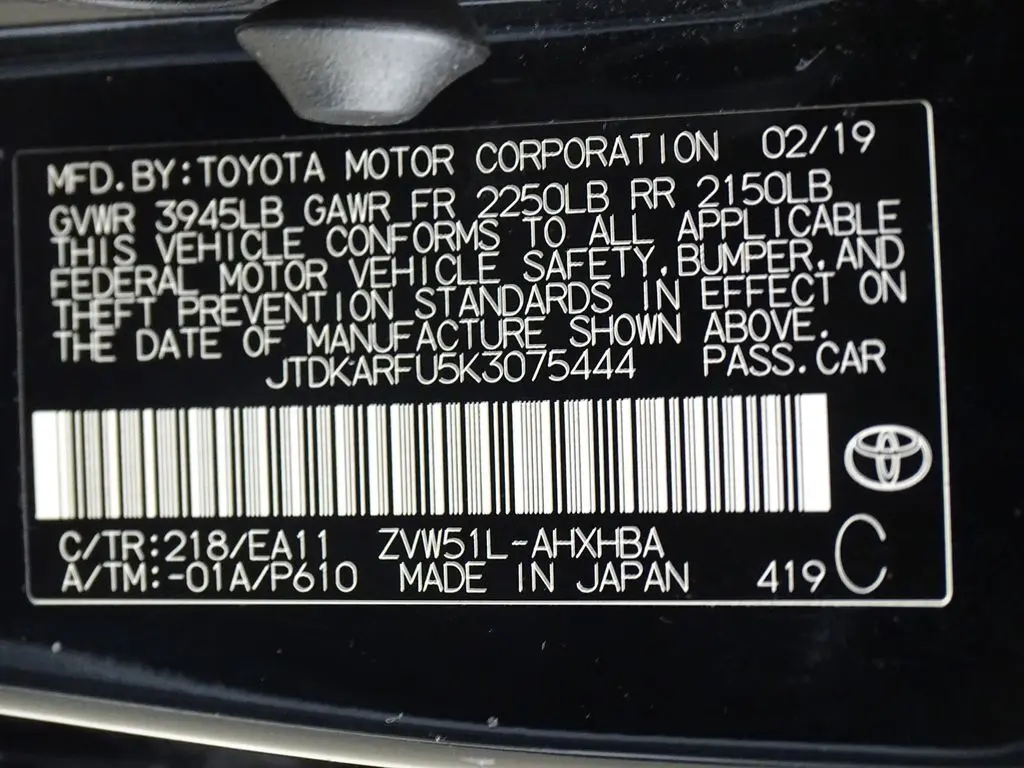 MFD.BY:TOYOTA MOTOR CORPORATION 02/19
GVWR 3945LB GAWR FR 2250LB RR 2150LB
THIS VEHICLE CONFORMS TO ALL APPLICABLE
FEDERAL MOTOR VEHICLE SAFETY,BUMPER,AND
THEFT PREVENTION STANDARDS IN EFFECT ON
THE DATE OF MANUFACTURE SHOWN ABOVE.
JTDKARFU5K3075444 PASS.CAR
C/TR:218/EA11 ZVW51L-AHXHBA C
A/TM:-01A/P610 MADE IN JAPAN 419